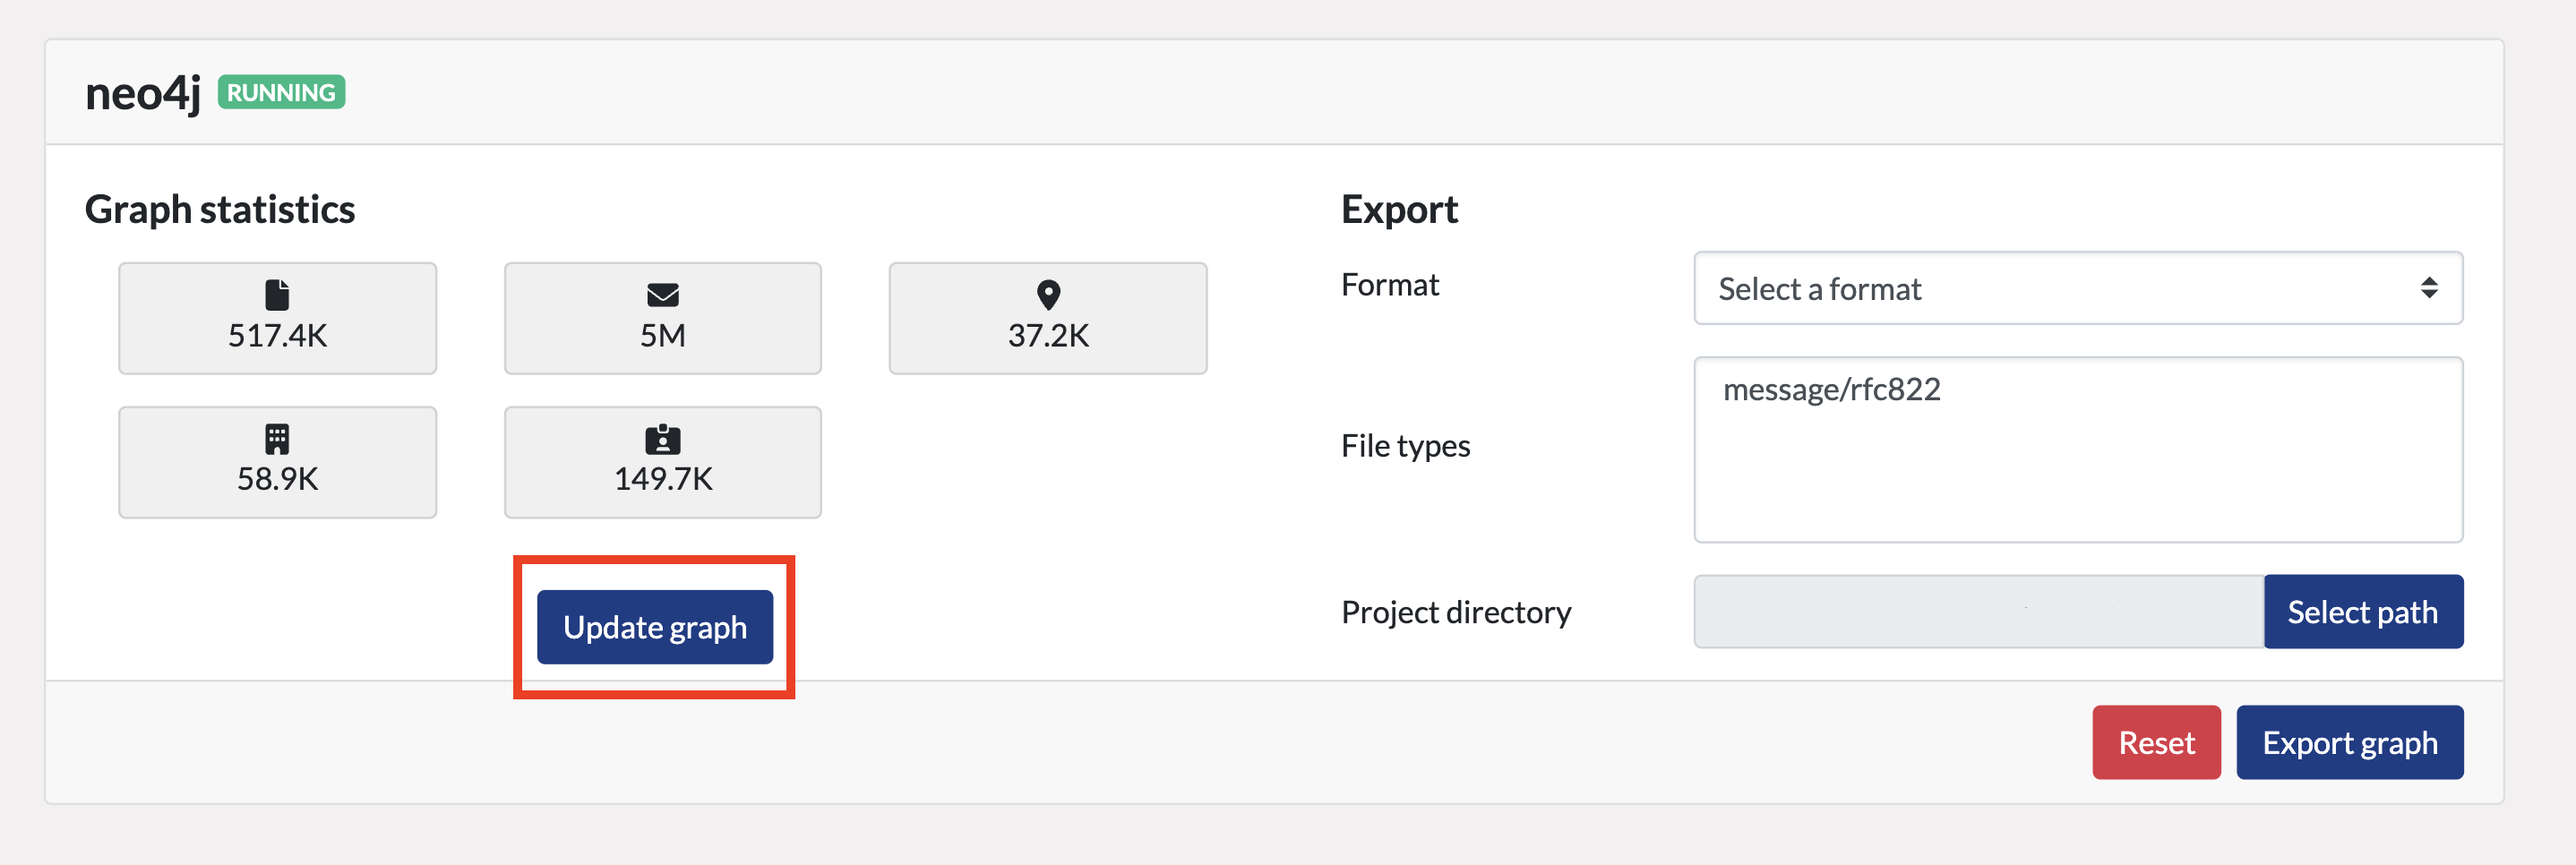 neo4j RUNNING
Graph statistics
517.4K
5M
37.2K
58.9K
149.7K
Update graph
Export
Format
Select a format
File types
message/rfc822
Project directory
Select path
Reset
Export graph